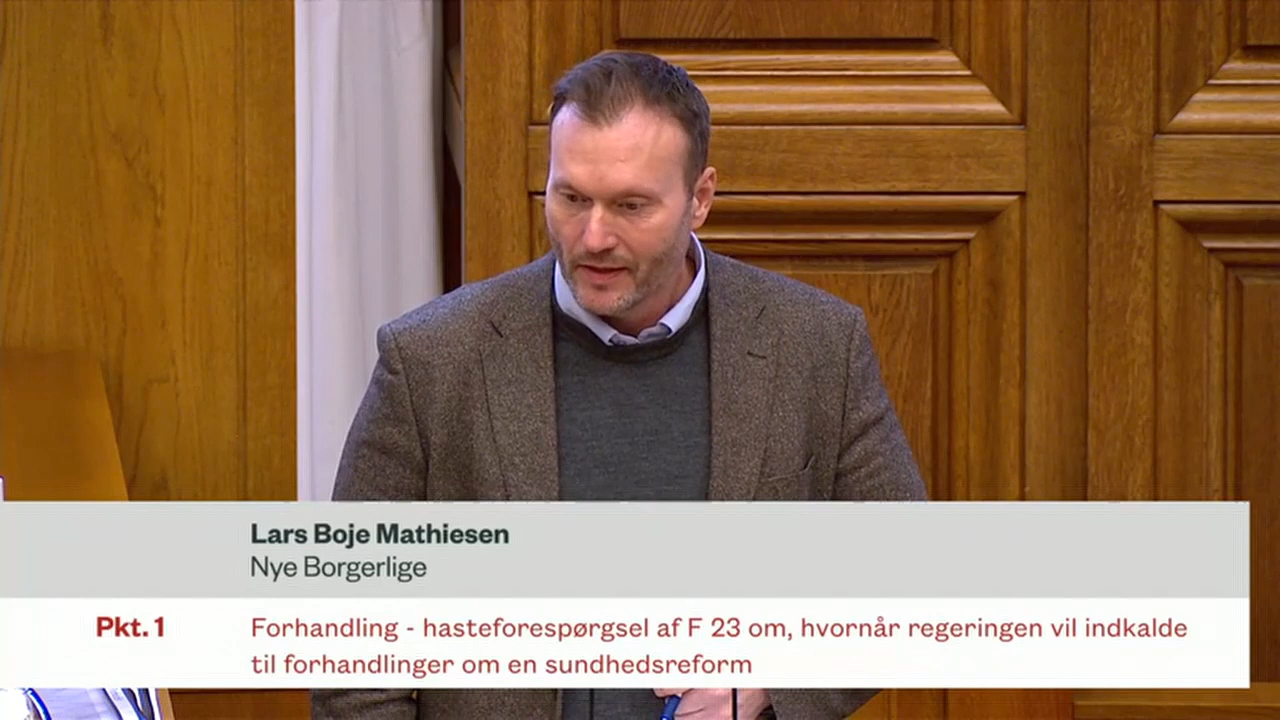 Lars Boje Mathiesen
Nye Borgerlige
Pkt. 1
Forhandling - hasteforespørgsel af F 23 om, hvornår regeringen vil indkalde
til forhandlinger om en sundhedsreform